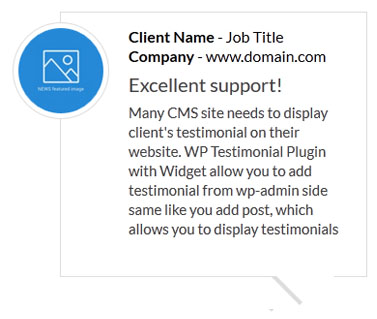 Client Name - Job Title
Company - www.domain.com
NEWS featured image
Excellent support!
Many CMS site needs to display
client's testimonial on their
website. WP Testimonial Plugin
with Widget allow you to add
testimonial from wp-admin side
same like you add post, which
allows you to display testimonials